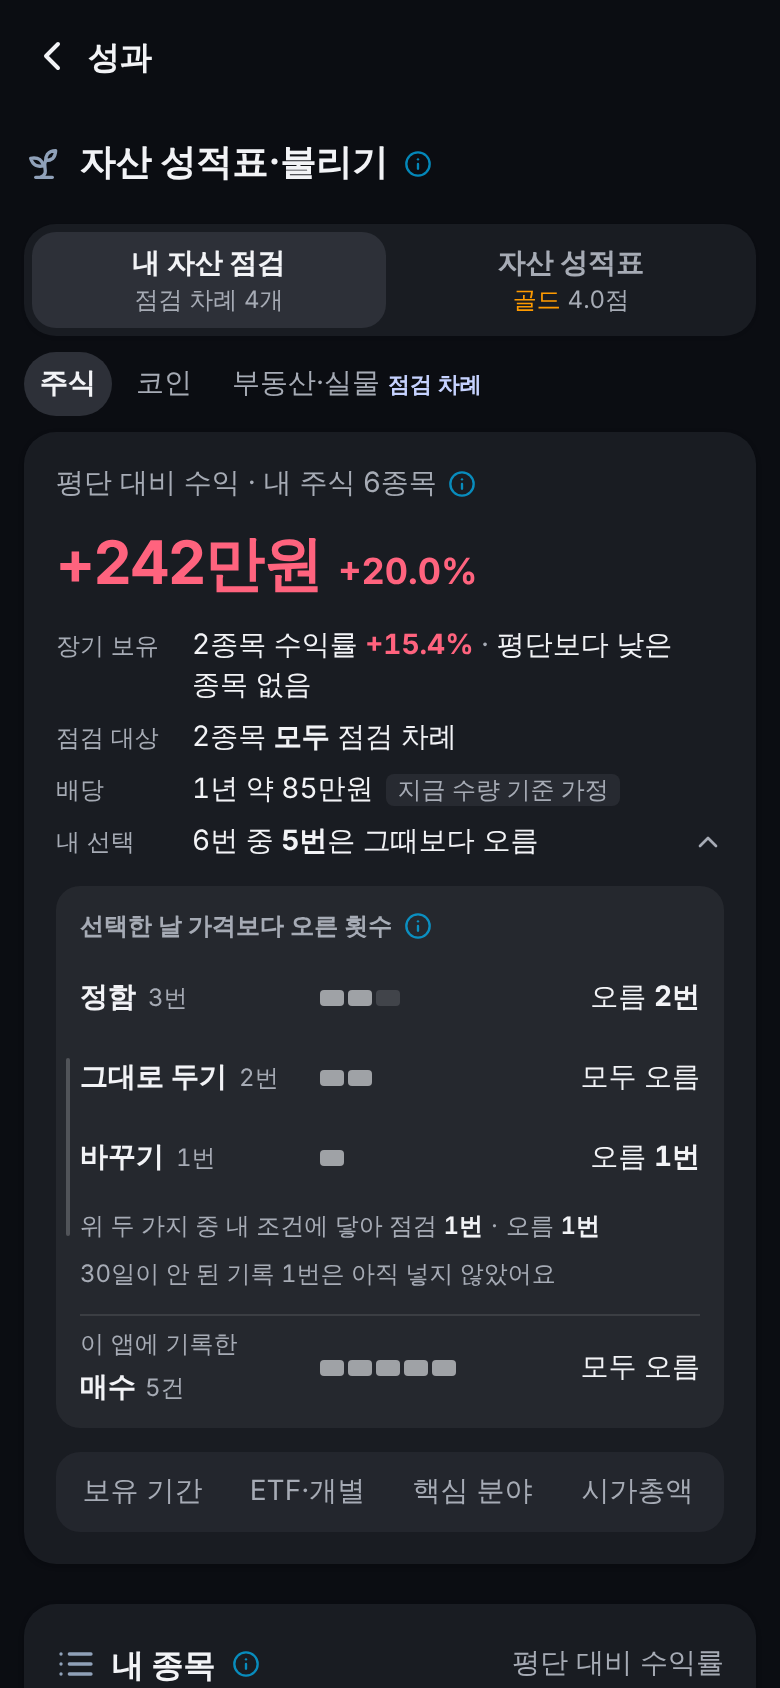 성과
자산 성적표·불리기
내 자산 점검
점검 차례 4개
자산 성적표
골드 4.0점
주식 코인 부동산·실물 점검 차례
평단 대비 수익 · 내 주식 6종목
+242만원 +20.0%
장기 보유 2종목 수익률 +15.4% · 평단보다 낮은
종목 없음
점검 대상 2종목 모두 점검 차례
배당 1년 약 85만원 지금 수량 기준 가정
내 선택 6번 중 5번은 그때보다 오름
선택한 날 가격보다 오른 횟수
정함 3번 오름 2번
그대로 두기 2번 모두 오름
바꾸기 1번 오름 1번
위 두 가지 중 내 조건에 닿아 점검 1번 · 오름 1번
30일이 안 된 기록 1번은 아직 넣지 않았어요
이 앱에 기록한
매수 5건 모두 오름
보유 기간 ETF·개별 핵심 분야 시가총액
내 종목 평단 대비 수익률